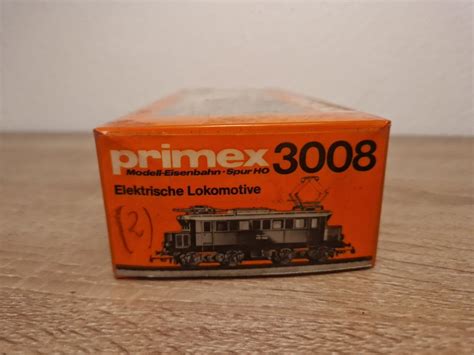 primex 3008
Modell-Eisenbahn · Spur HO
Elektrische Lokomotive
(2)